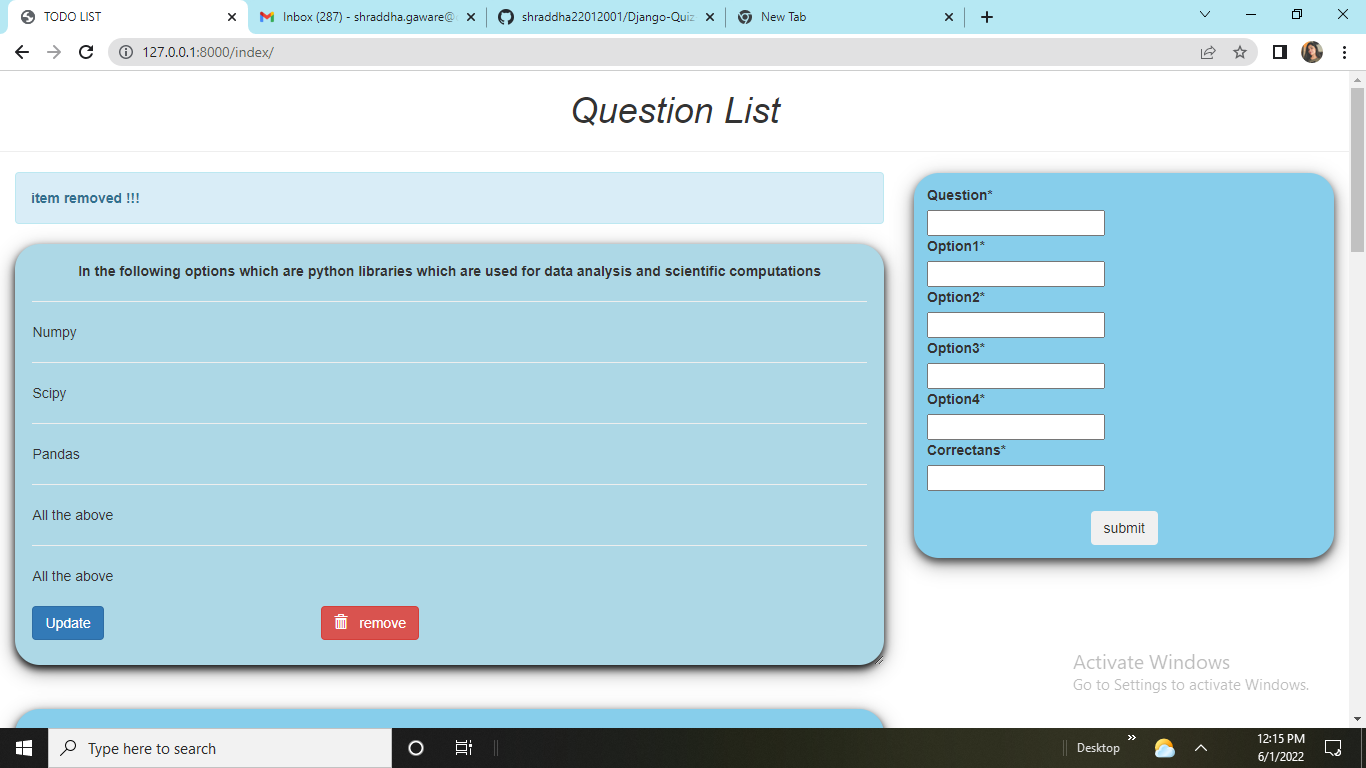 TODO LIST
Inbox (287) - shraddha.gaware@
shraddha22012001/Django-Quiz
New Tab
127.0.0.1:8000/index/
Question List
item removed !!!
In the following options which are python libraries which are used for data analysis and scientific computations
Numpy
Scipy
Pandas
All the above
All the above
Update
remove
Question*
Option1*
Option2*
Option3*
Option4*
Correctans*
submit
Activate Windows
Go to Settings to activate Windows.
Type here to search
Desktop
12:15 PM
6/1/2022